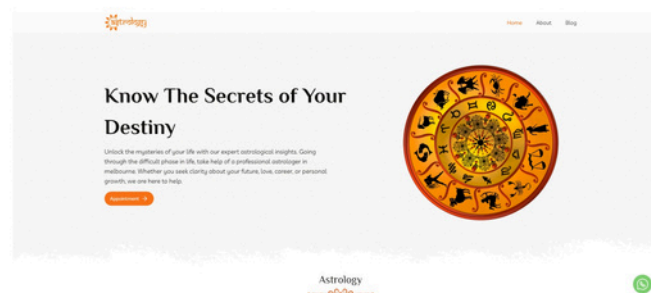 astrology
Home About Blog
Know The Secrets of Your
Destiny
Unlock the mysteries of your life with our expert astrological insights. Going
through the difficult phase in life, take help of a professional astrologer in
melbourne. Whether you seek clarity about your future, love, career, or personal
growth, we are here to help.
Appointment
Astrology